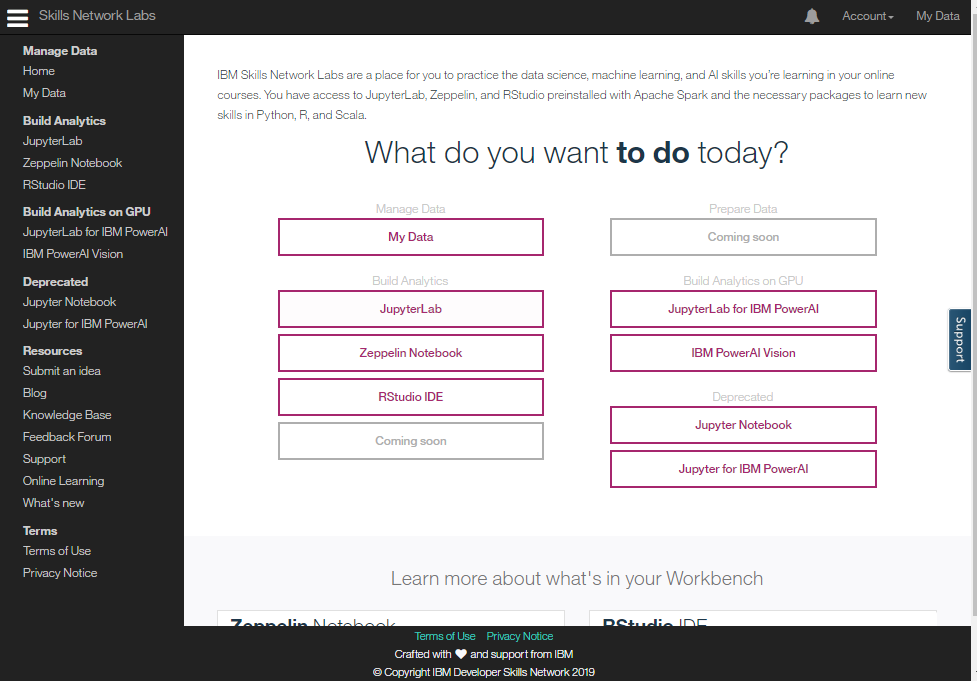 Skills Network Labs
Account
My Data
Manage Data
Home
My Data
Build Analytics
JupyterLab
Zeppelin Notebook
RStudio IDE
Build Analytics on GPU
JupyterLab for IBM PowerAI
IBM PowerAI Vision
Deprecated
Jupyter Notebook
Jupyter for IBM PowerAI
Resources
Submit an idea
Blog
Knowledge Base
Feedback Forum
Support
Online Learning
What's new
Terms
Terms of Use
Privacy Notice
IBM Skills Network Labs are a place for you to practice the data science, machine learning, and AI skills you're learning in your online
courses. You have access to JupyterLab, Zeppelin, and RStudio preinstalled with Apache Spark and the necessary packages to learn new
skills in Python, R, and Scala.
What do you want to do today?
Manage Data
My Data
Build Analytics
JupyterLab
Zeppelin Notebook
RStudio IDE
Coming soon
Prepare Data
Coming soon
Build Analytics on GPU
JupyterLab for IBM PowerAI
IBM PowerAI Vision
Deprecated
Jupyter Notebook
Jupyter for IBM PowerAI
Support
Learn more about what's in your Workbench
Zeppelin Notebook
RStudio IDE
Terms of Use Privacy Notice
Crafted with and support from IBM
© Copyright IBM Developer Skills Network 2019